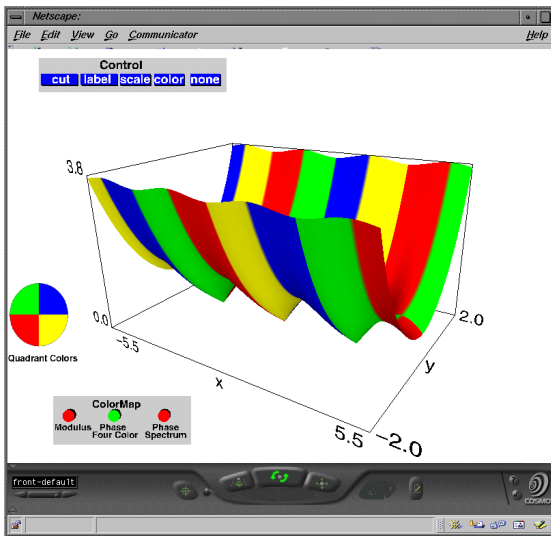 Netscape:
File Edit View Go Communicator Help
Control
cut label scale color none
3.8
0.0
-5.5
x
5.5
-2.0
y
2.0
Quadrant Colors
ColorMap
Modulus Phase Four Color Phase Spectrum
front-default
COSMO